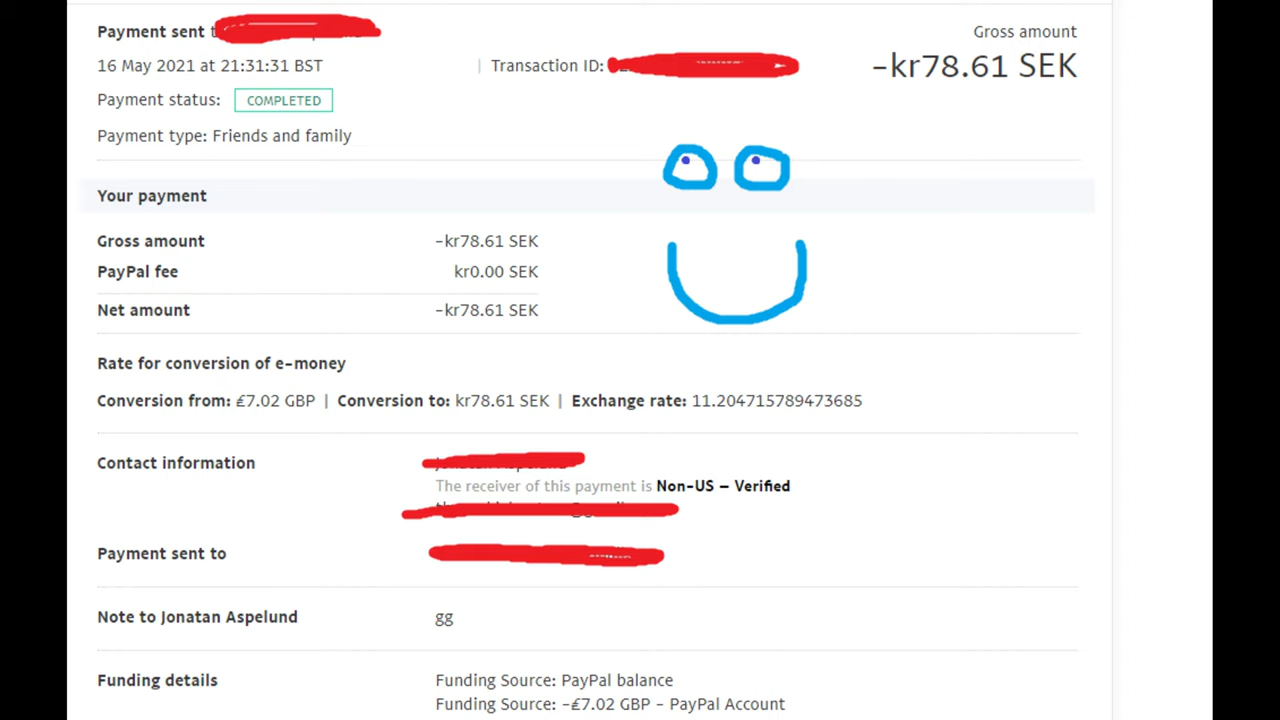 Payment sent
Gross amount
16 May 2021 at 21:31:31 BST | Transaction ID:
-kr78.61 SEK
Payment status: COMPLETED
Payment type: Friends and family
Your payment
Gross amount -kr78.61 SEK
PayPal fee kr0.00 SEK
Net amount -kr78.61 SEK
Rate for conversion of e-money
Conversion from: £7.02 GBP | Conversion to: kr78.61 SEK | Exchange rate: 11.204715789473685
Contact information
The receiver of this payment is Non-US – Verified
Payment sent to
Note to Jonatan Aspelund gg
Funding details Funding Source: PayPal balance
Funding Source: -£7.02 GBP - PayPal Account